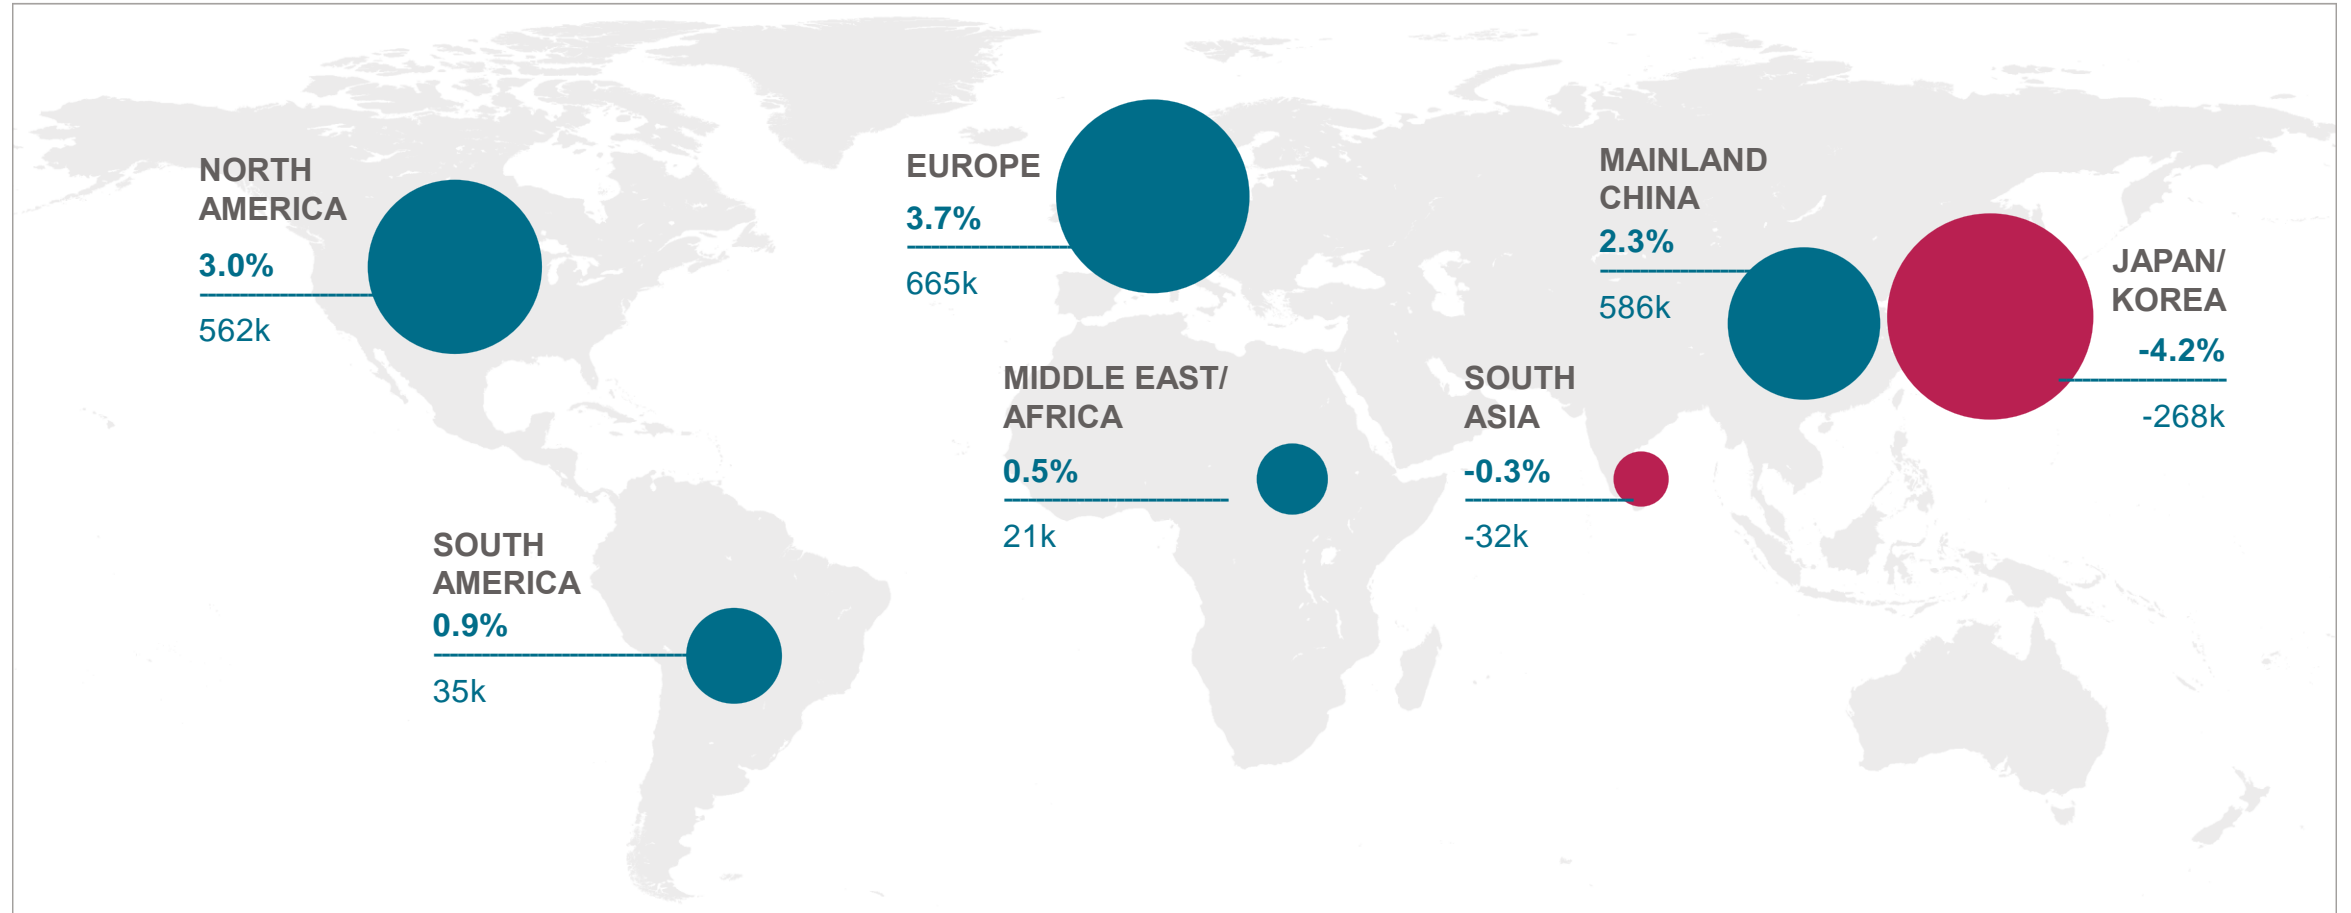 NORTH
AMERICA
3.0%
562k
EUROPE
3.7%
665k
MAINLAND
CHINA
2.3%
586k
JAPAN/
KOREA
-4.2%
-268k
MIDDLE EAST/
AFRICA
0.5%
21k
SOUTH
ASIA
-0.3%
-32k
SOUTH
AMERICA
0.9%
35k